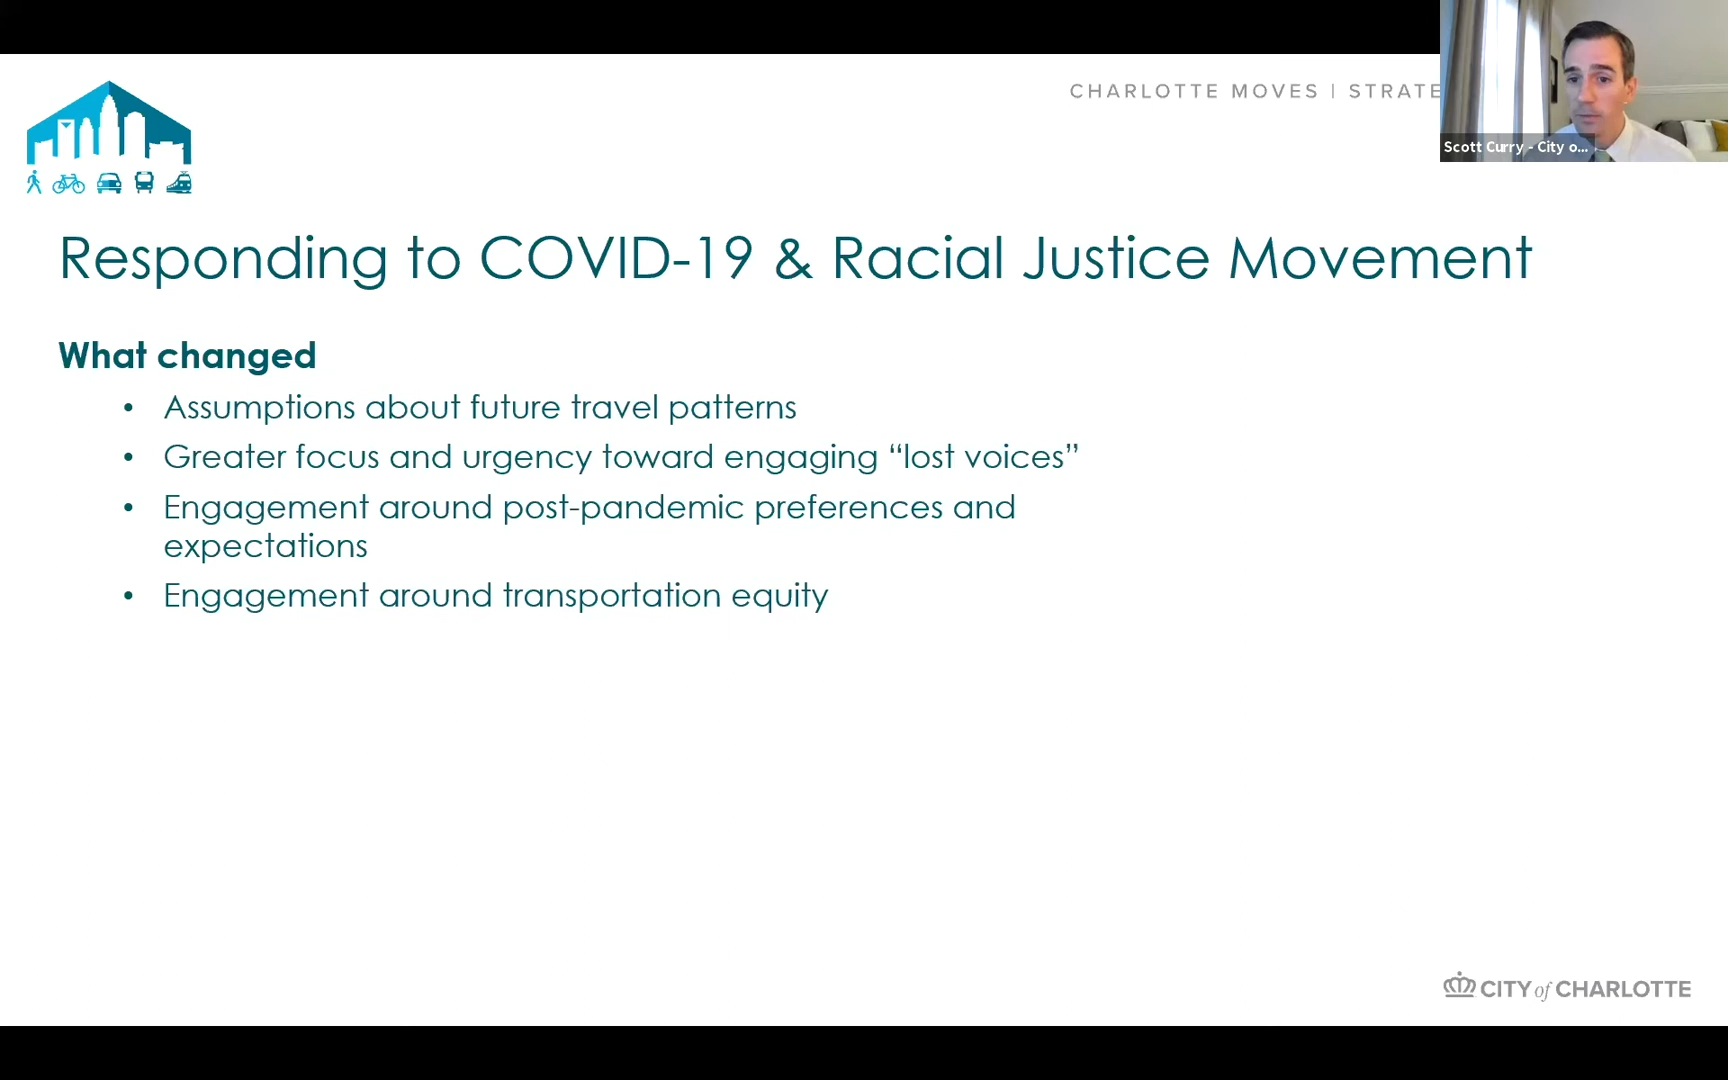 CHARLOTTE MOVES | STRATE
Scott Curry - City o...
Responding to COVID-19 & Racial Justice Movement
What changed
• Assumptions about future travel patterns
• Greater focus and urgency toward engaging “lost voices”
• Engagement around post-pandemic preferences and
expectations
• Engagement around transportation equity
CITY of CHARLOTTE